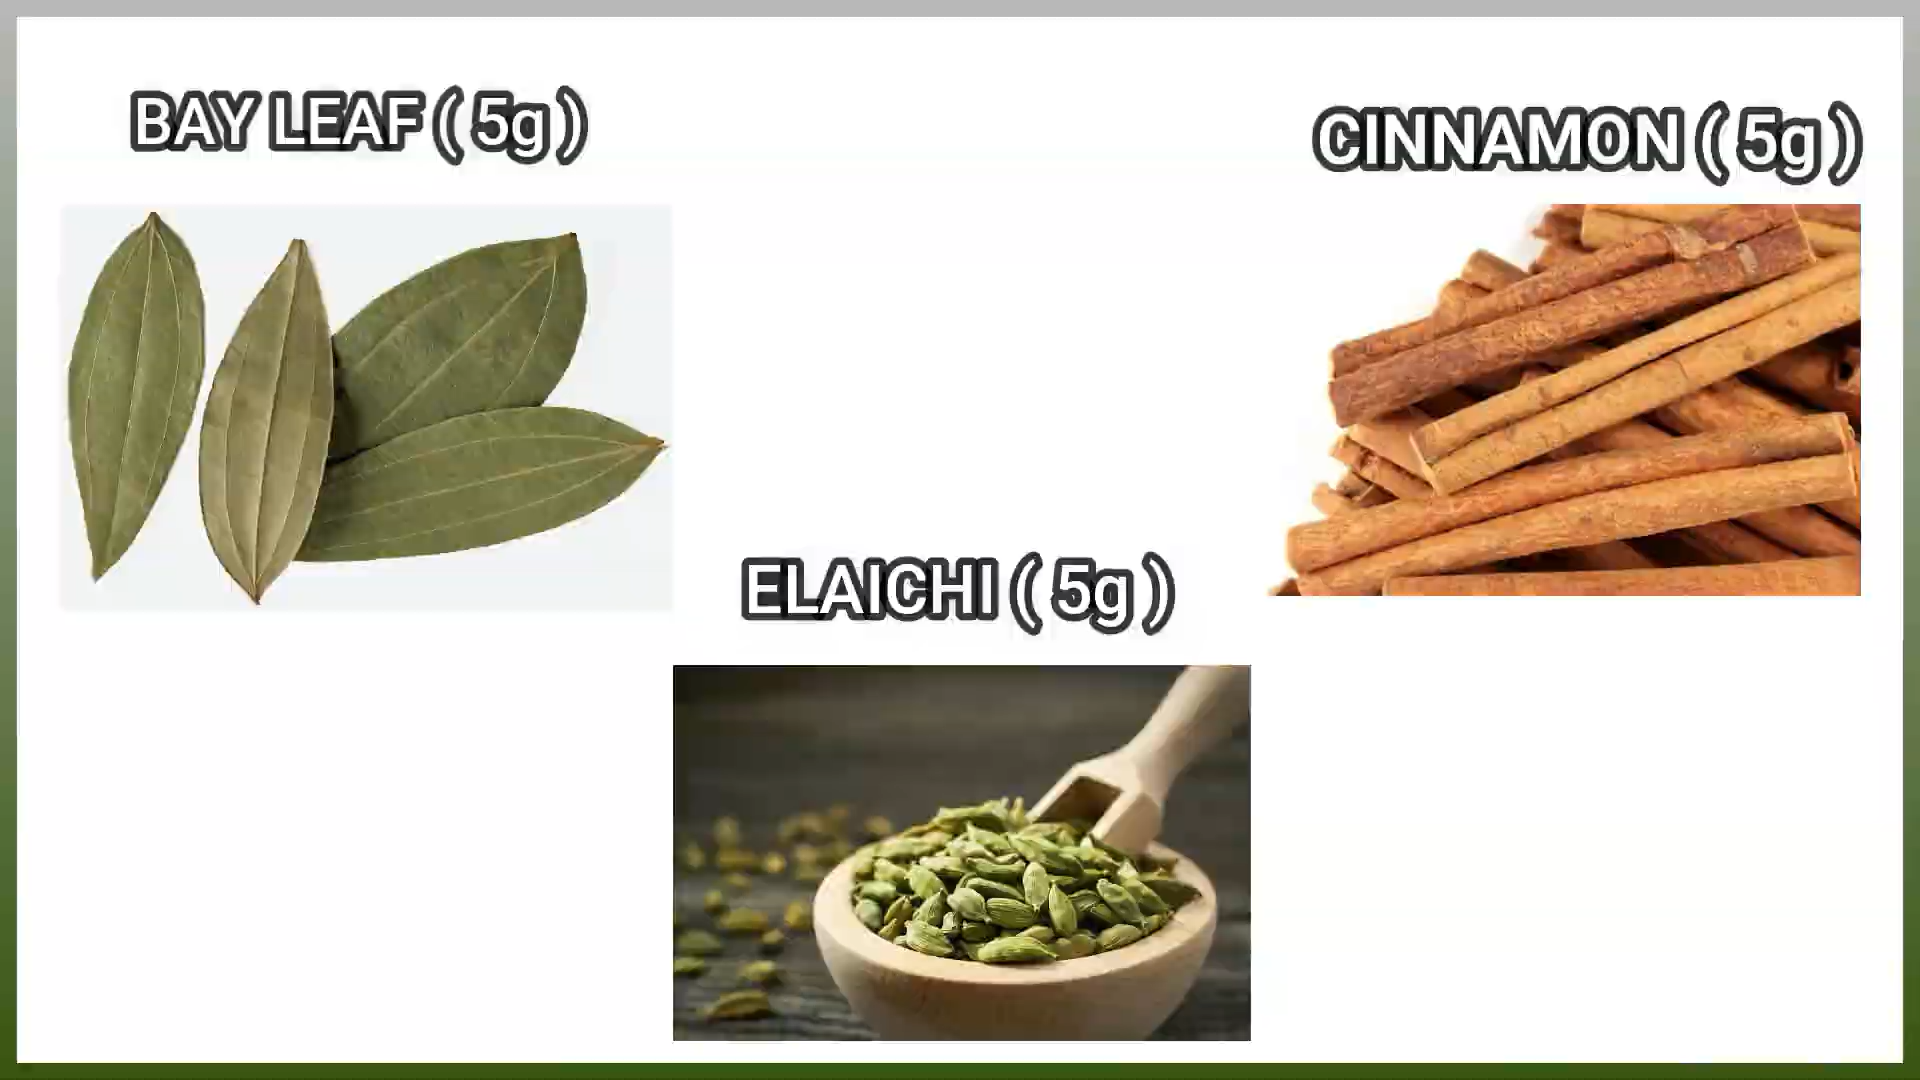 BAY LEAF ( 5g )
CINNAMON ( 5g )
ELAICHI ( 5g )